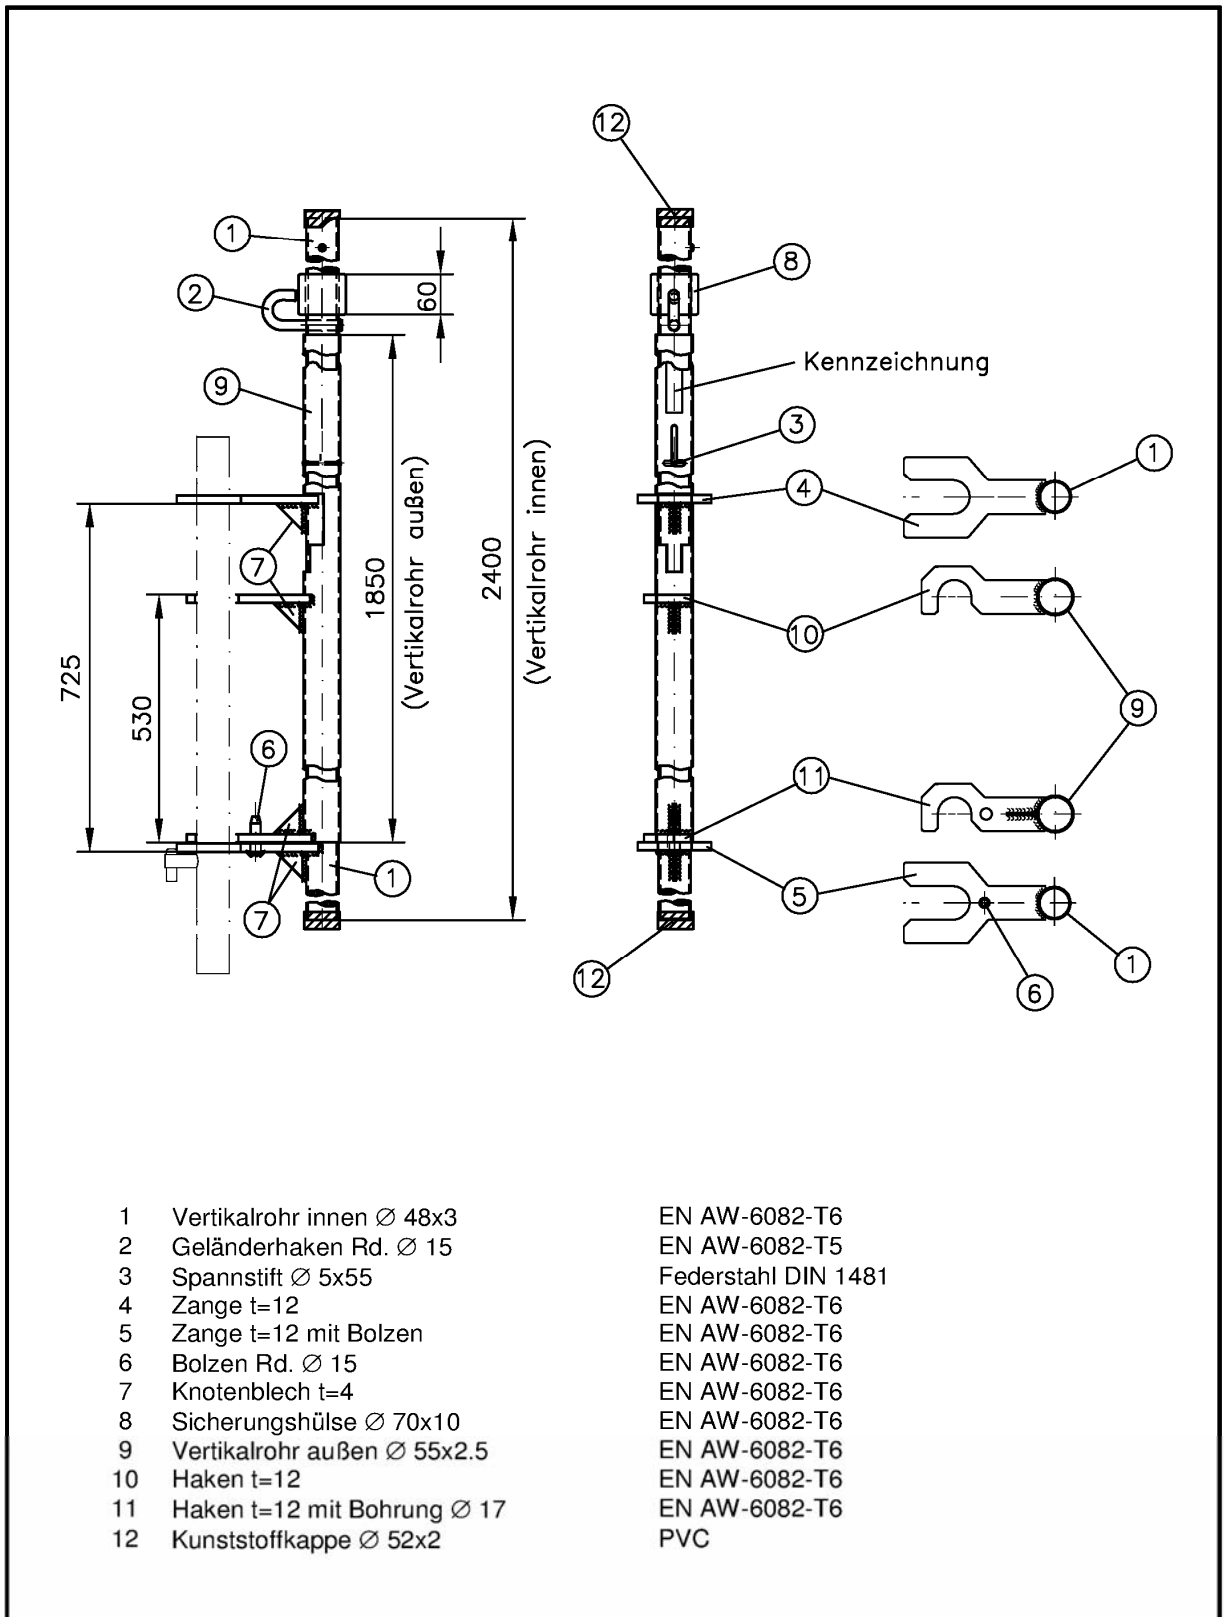 12
1
2
8
60
Kennzeichnung
9
3
1
4
7
1850
(Vertikalrohr außen)
2400
(Vertikalrohr innen)
10
725
530
9
6
11
1
5
7
12
1
6
1 Vertikalrohr innen Ø 48x3 EN AW-6082-T6
2 Geländerhaken Rd. Ø 15 EN AW-6082-T5
3 Spannstift Ø 5x55 Federstahl DIN 1481
4 Zange t=12 EN AW-6082-T6
5 Zange t=12 mit Bolzen EN AW-6082-T6
6 Bolzen Rd. Ø 15 EN AW-6082-T6
7 Knotenblech t=4 EN AW-6082-T6
8 Sicherungshülse Ø 70x10 EN AW-6082-T6
9 Vertikalrohr außen Ø 55x2.5 EN AW-6082-T6
10 Haken t=12 EN AW-6082-T6
11 Haken t=12 mit Bohrung Ø 17 EN AW-6082-T6
12 Kunststoffkappe Ø 52x2 PVC